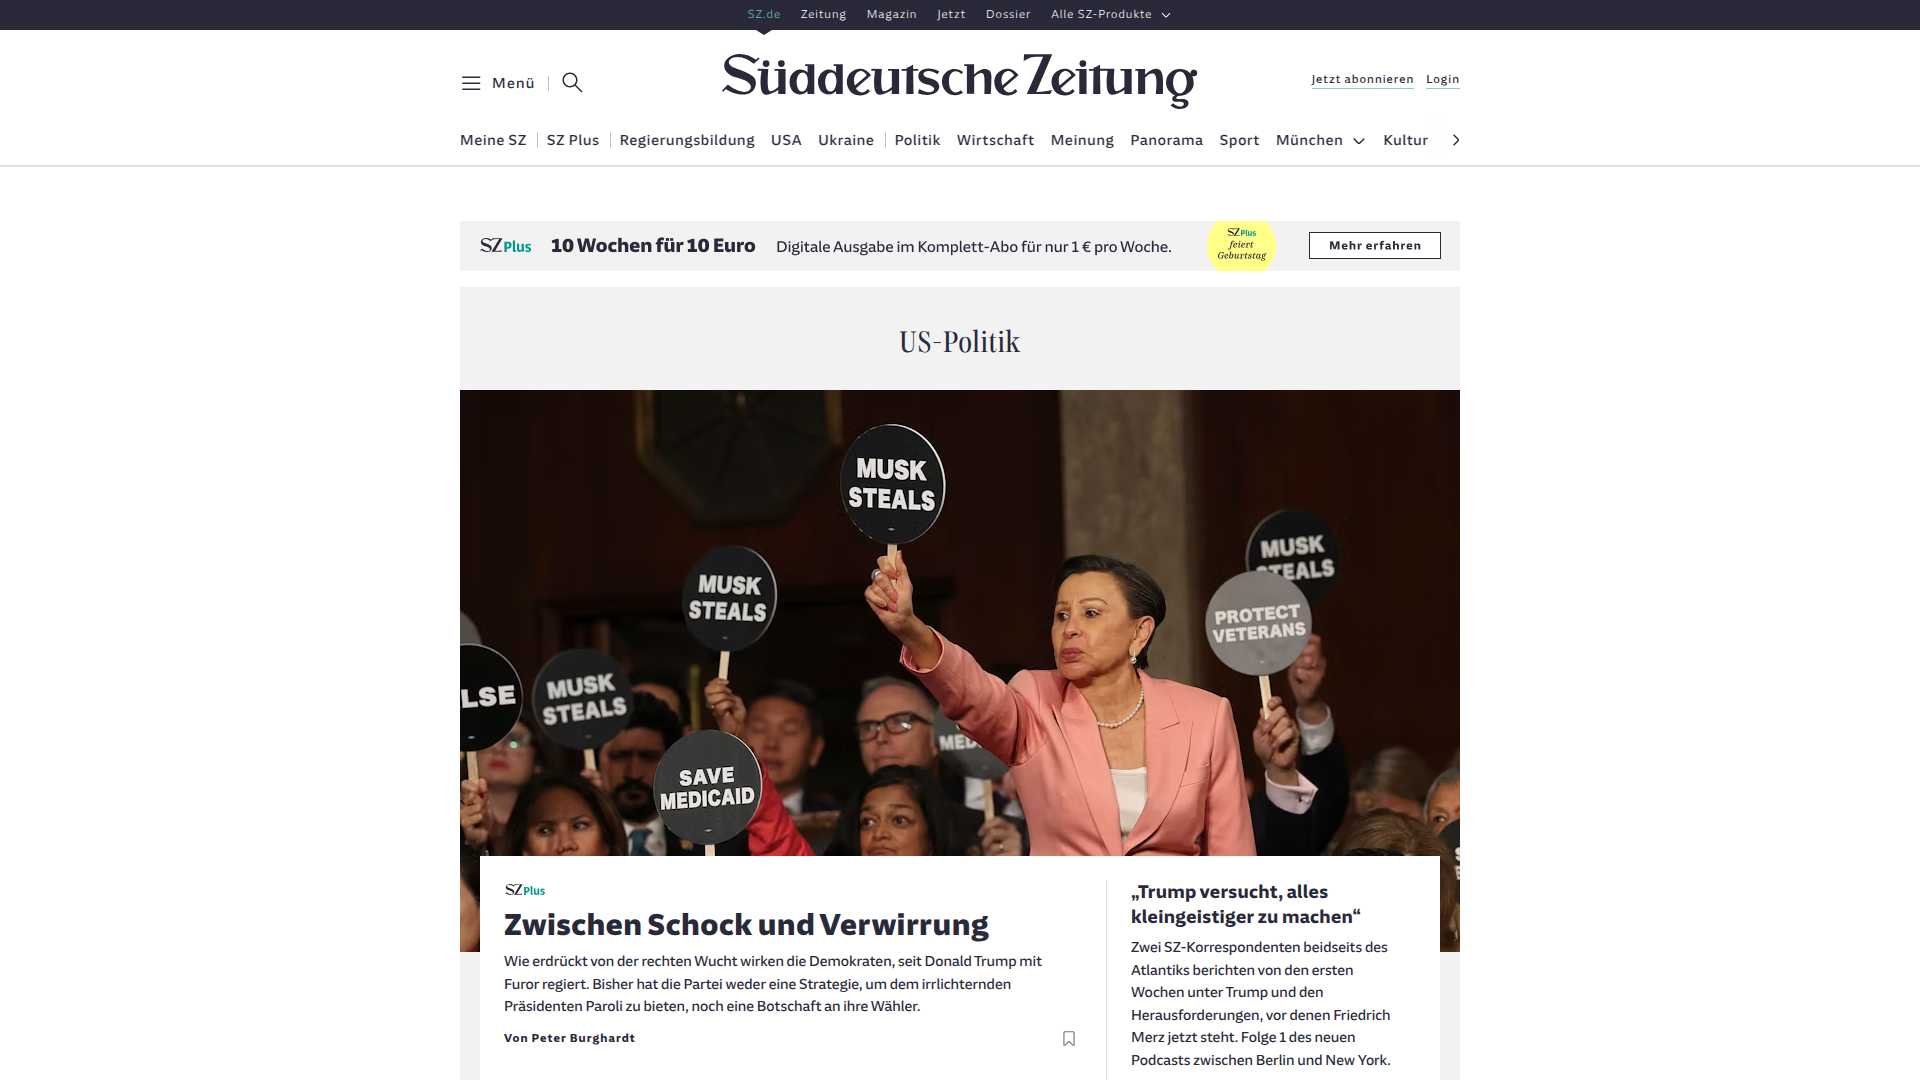 SZ.de Zeitung Magazin Jetzt Dossier Alle SZ-Produkte
Menü
Süddeutsche Zeitung
Jetzt abonnieren Login
Meine SZ SZ Plus Regierungsbildung USA Ukraine Politik Wirtschaft Meinung Panorama Sport München Kultur
SZ Plus 10 Wochen für 10 Euro Digitale Ausgabe im Komplett-Abo für nur 1 € pro Woche.
SZ Plus
feiert
Geburtstag
Mehr erfahren
US-Politik
MUSK
STEALS
MUSK
STEALS
MUSK
STEALS
PROTECT
VETERANS
LSE
MUSK
STEALS
MED
SAVE
MEDICAID
SZ Plus
Zwischen Schock und Verwirrung
Wie erdrückt von der rechten Wucht wirken die Demokraten, seit Donald Trump mit
Furor regiert. Bisher hat die Partei weder eine Strategie, um dem irrlichternden
Präsidenten Paroli zu bieten, noch eine Botschaft an ihre Wähler.
Von Peter Burghardt
„Trump versucht, alles
kleingeistiger zu machen“
Zwei SZ-Korrespondenten beidseits des
Atlantiks berichten von den ersten
Wochen unter Trump und den
Herausforderungen, vor denen Friedrich
Merz jetzt steht. Folge 1 des neuen
Podcasts zwischen Berlin und New York.